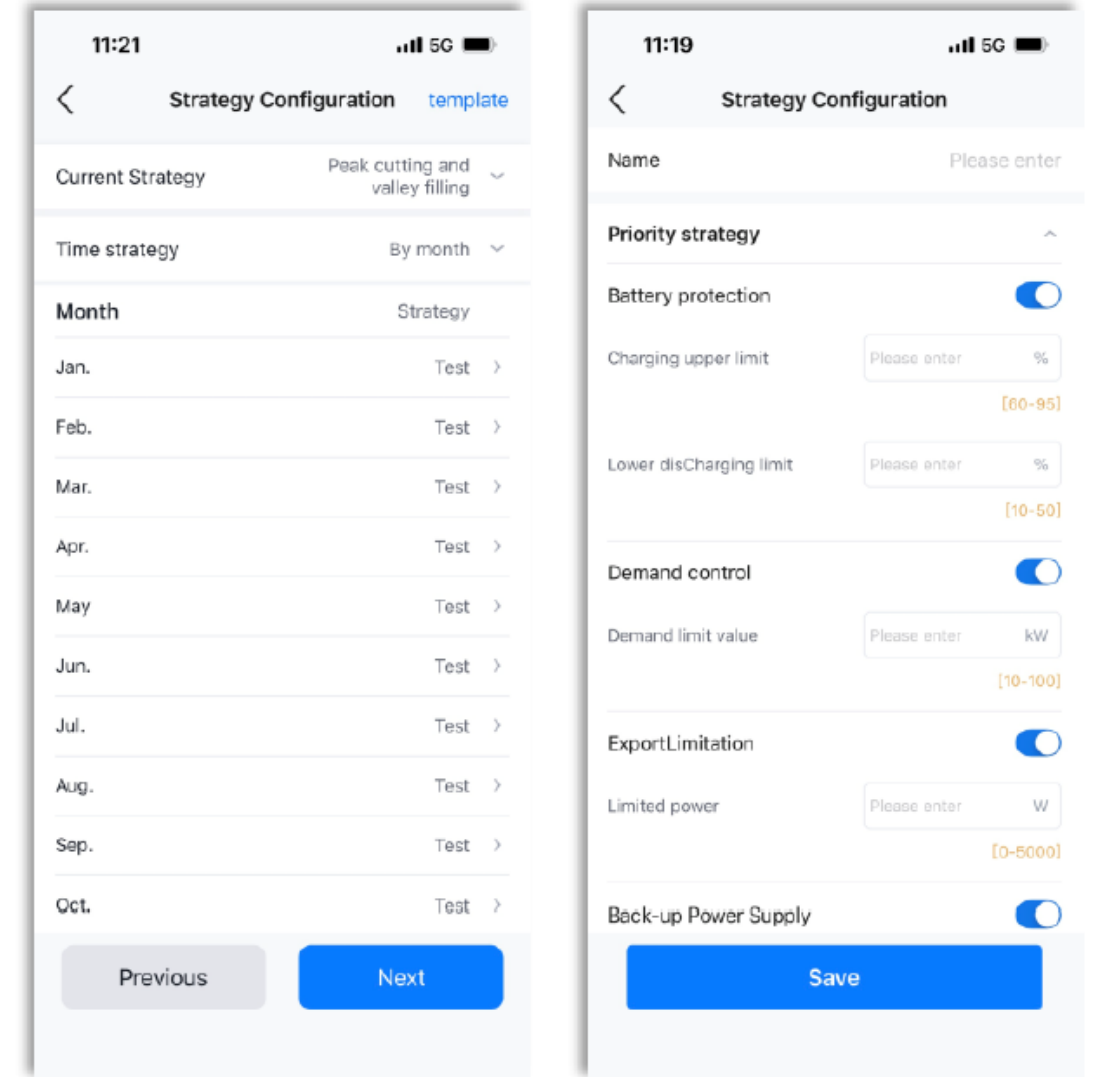 11:21 5G
Strategy Configuration template
Current Strategy Peak cutting and
valley filling
Time strategy By month
Month Strategy
Jan. Test
Feb. Test
Mar. Test
Apr. Test
May Test
Jun. Test
Jul. Test
Aug. Test
Sep. Test
Oct. Test
Previous Next
11:19 5G
Strategy Configuration
Name Please enter
Priority strategy
Battery protection
Charging upper limit Please enter %
[60-95]
Lower disCharging limit Please enter %
[10-50]
Demand control
Demand limit value Please enter kW
[10-100]
ExportLimitation
Limited power Please enter W
[0-5000]
Back-up Power Supply
Save